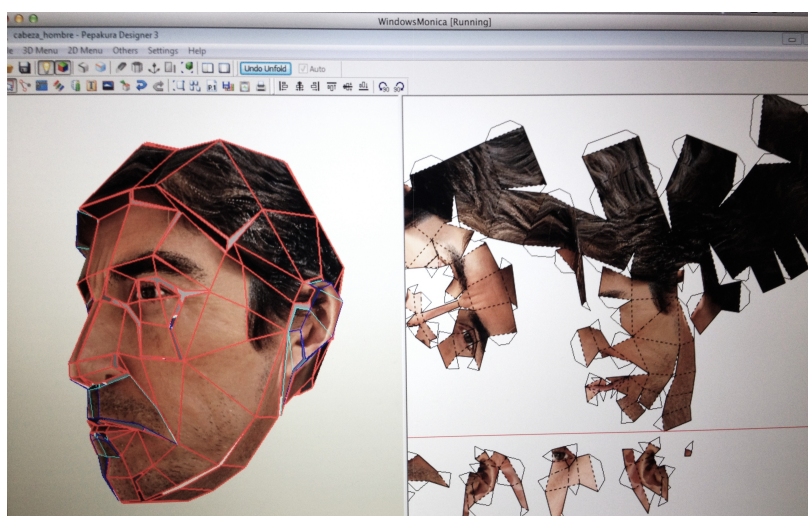 WindowsMonica [Running]
cabeza_hombre - Pepakura Designer 3
3D Menu 2D Menu Others Settings Help
Undo Unfold Auto